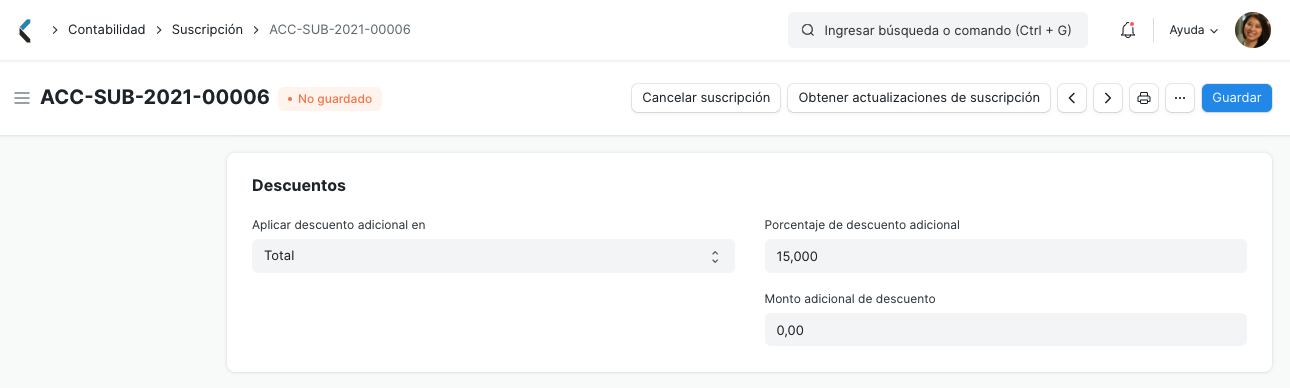 Contabilidad Suscripción ACC-SUB-2021-00006
Ingresar búsqueda o comando (Ctrl + G)
Ayuda
ACC-SUB-2021-00006
No guardado
Cancelar suscripción
Obtener actualizaciones de suscripción
Guardar
Descuentos
Aplicar descuento adicional en
Total
Porcentaje de descuento adicional
15,000
Monto adicional de descuento
0,00